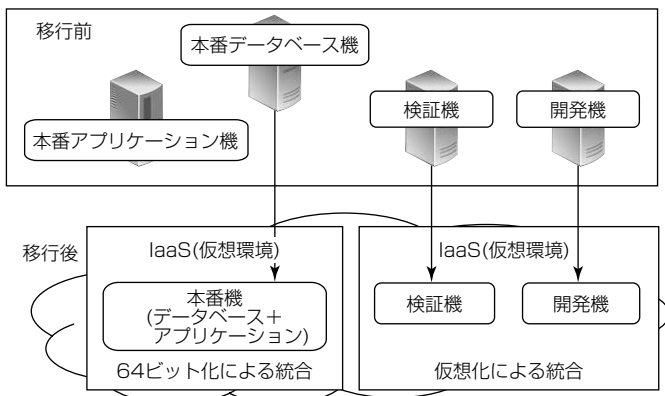 移行前
本番データベース機
本番アプリケーション機
検証機
開発機
移行後
IaaS(仮想環境)
本番機
(データベース＋
アプリケーション)
64ビット化による統合
IaaS(仮想環境)
検証機
開発機
仮想化による統合